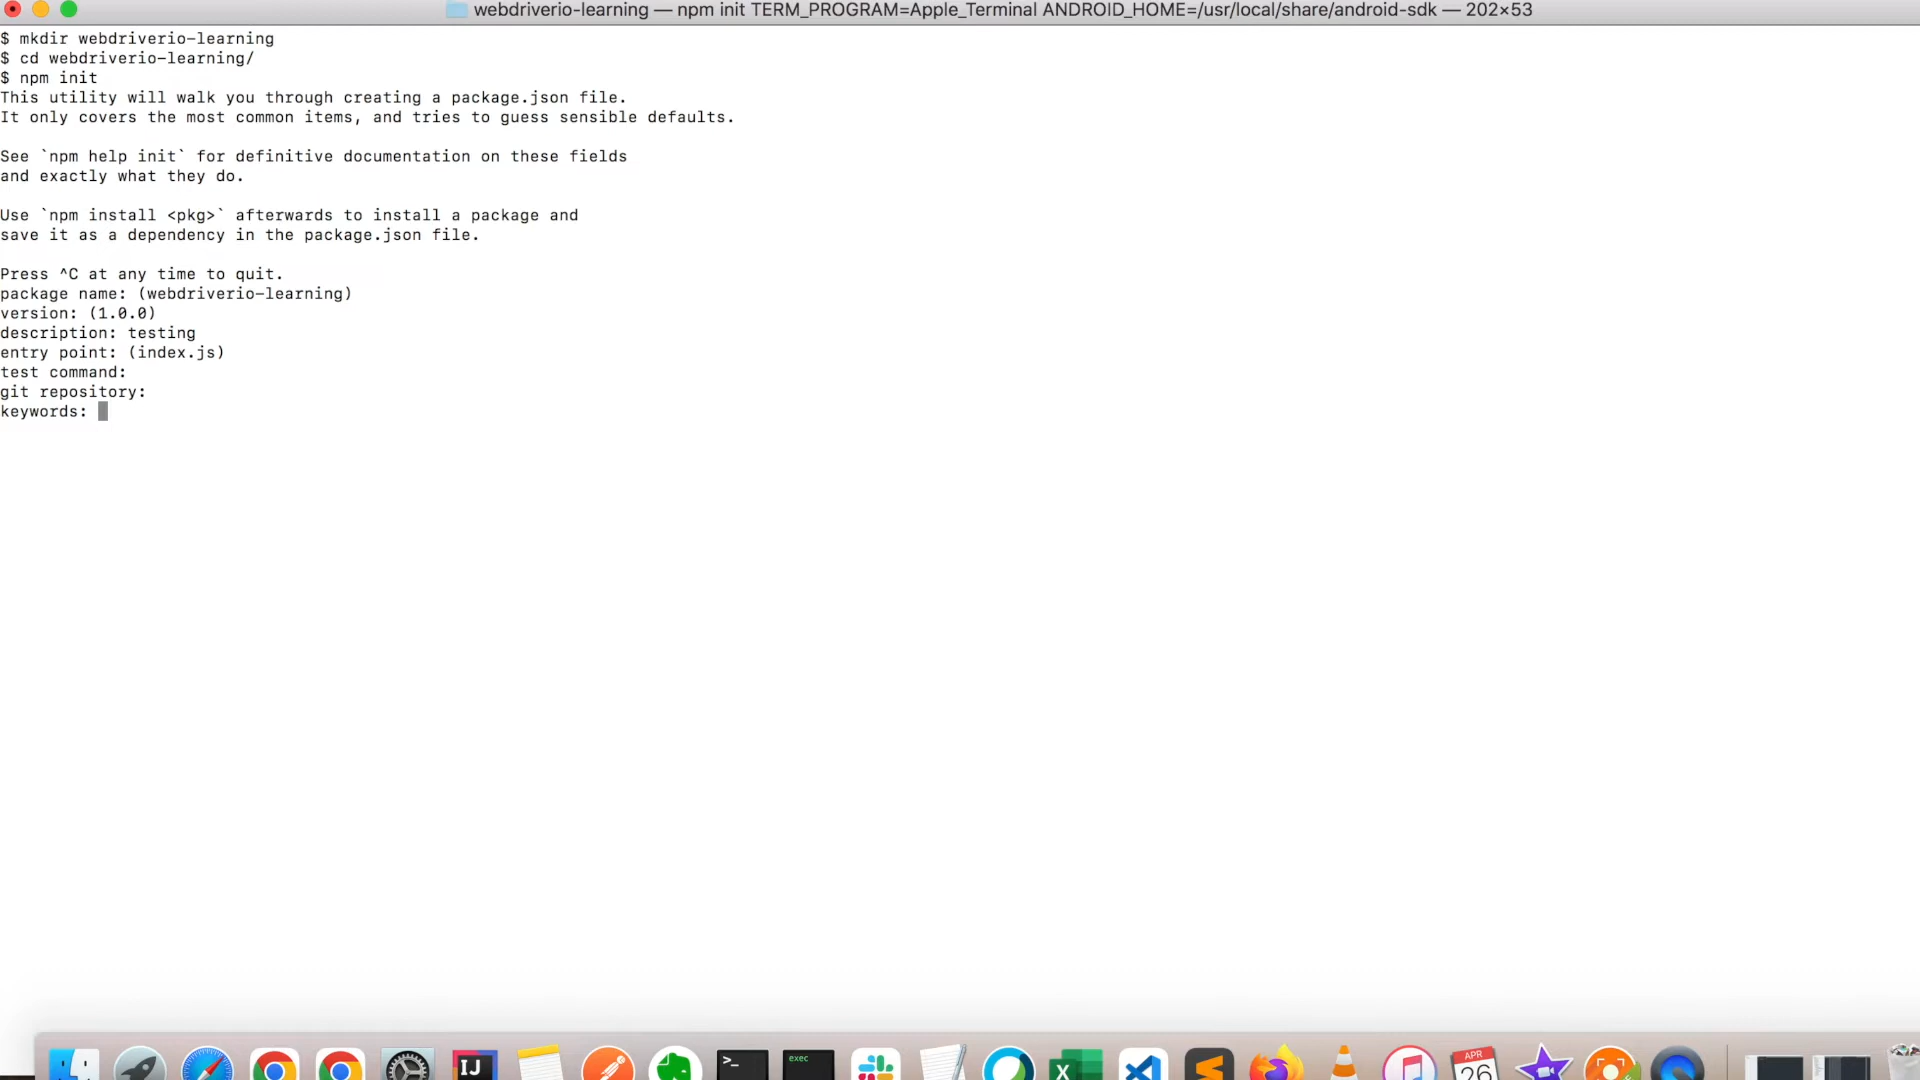 webdriverio-learning — npm init TERM_PROGRAM=Apple_Terminal ANDROID_HOME=/usr/local/share/android-sdk — 202×53
$ mkdir webdriverio-learning
$ cd webdriverio-learning/
$ npm init
This utility will walk you through creating a package.json file.
It only covers the most common items, and tries to guess sensible defaults.
See `npm help init` for definitive documentation on these fields
and exactly what they do.
Use `npm install <pkg>` afterwards to install a package and
save it as a dependency in the package.json file.
Press ^C at any time to quit.
package name: (webdriverio-learning)
version: (1.0.0)
description: testing
entry point: (index.js)
test command:
git repository:
keywords:
IJ
>_
exec
X
APR
26